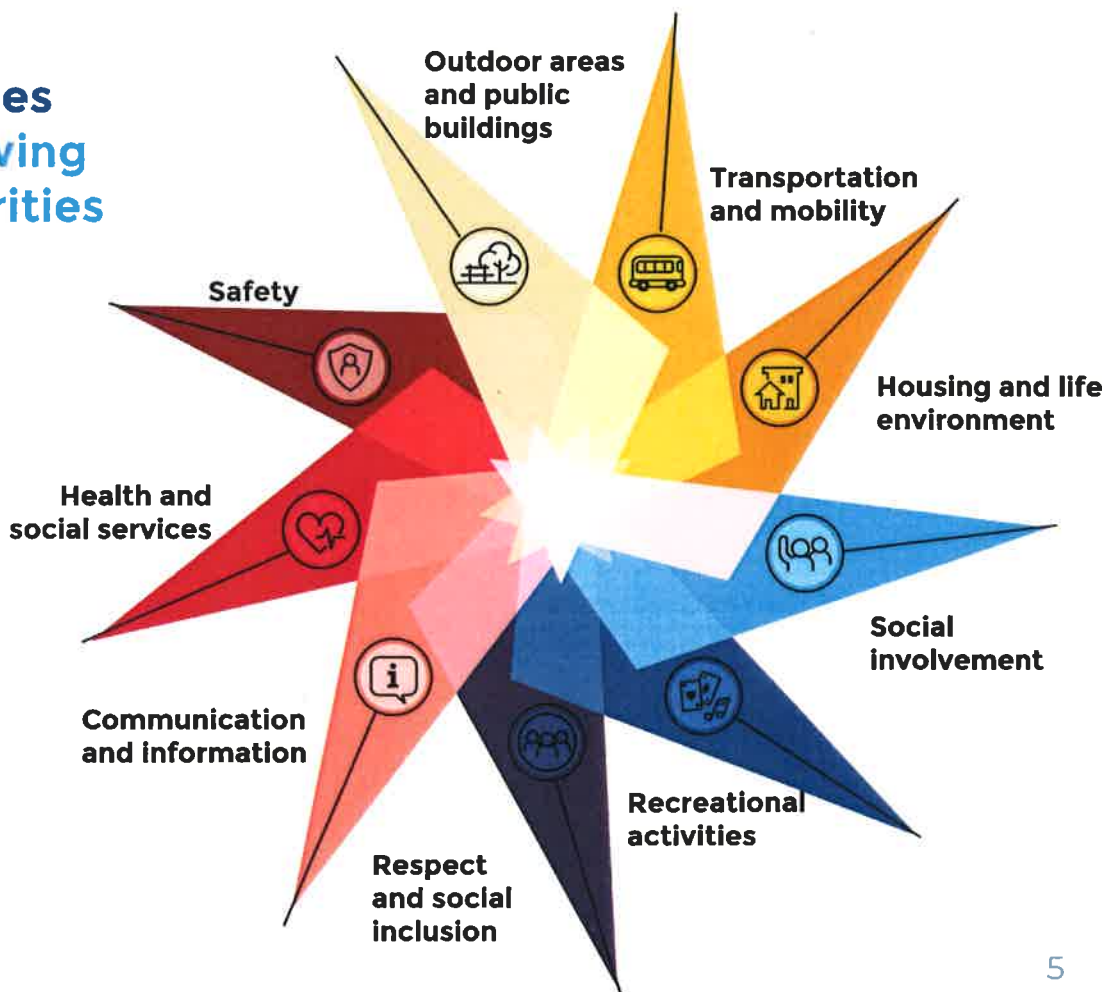 es
ving
rities
Outdoor areas
and public
buildings
Transportation
and mobility
Housing and life
environment
Social
involvement
Recreational
activities
Respect
and social
inclusion
Communication
and information
Health and
social services
Safety
5